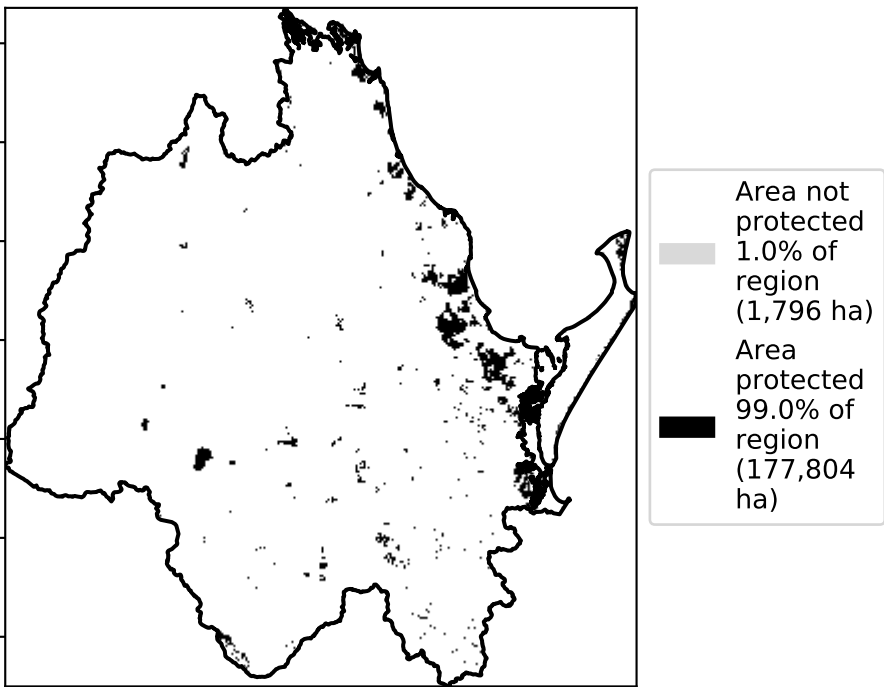 Area not
protected
1.0% of
region
(1,796 ha)
Area
protected
99.0% of
region
(177,804
ha)